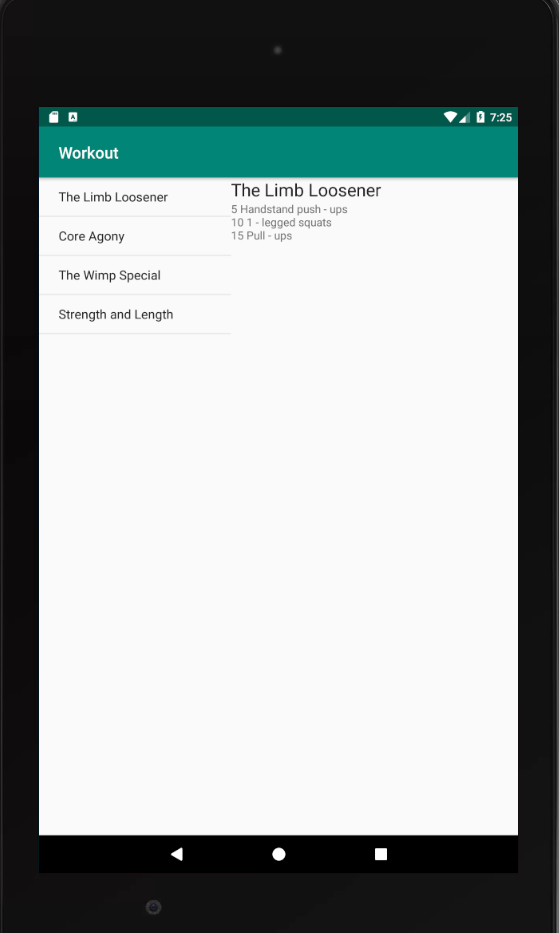 7:25
Workout
The Limb Loosener
Core Agony
The Wimp Special
Strength and Length
The Limb Loosener
5 Handstand push - ups
10 1 - legged squats
15 Pull - ups